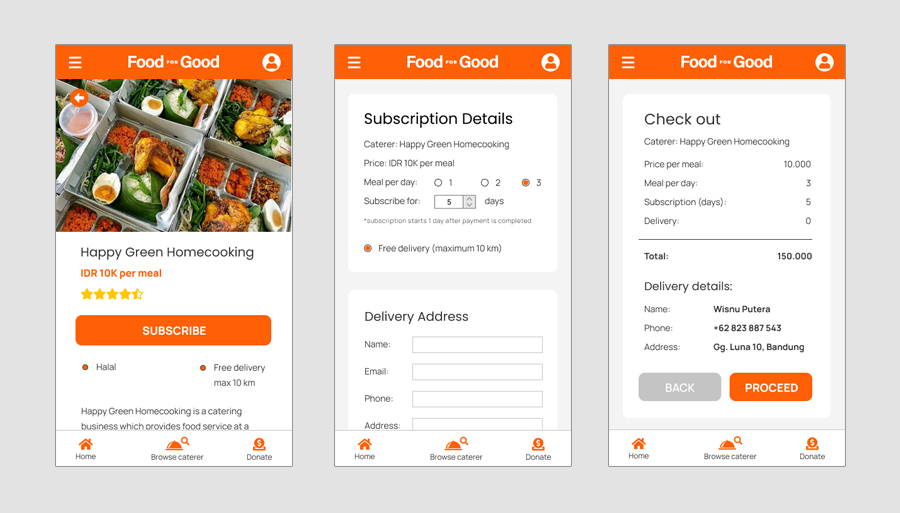 Food FOR Good
Happy Green Homecooking
IDR 10K per meal
SUBSCRIBE
Halal
Free delivery
max 10 km
Happy Green Homecooking is a catering
business which provides food service at a
Home
Browse caterer
Donate
Food FOR Good
Subscription Details
Caterer: Happy Green Homecooking
Price: IDR 10K per meal
Meal per day: 1 2 3
Subscribe for: 5 days
*subscription starts 1 day after payment is completed
Free delivery (maximum 10 km)
Delivery Address
Name:
Email:
Phone:
Address:
Home
Browse caterer
Donate
Food FOR Good
Check out
Caterer: Happy Green Homecooking
Price per meal: 10.000
Meal per day: 3
Subscription (days): 5
Delivery: 0
Total: 150.000
Delivery details:
Name: Wisnu Putera
Phone: +62 823 887 543
Address: Gg. Luna 10, Bandung
BACK
PROCEED
Home
Browse caterer
Donate